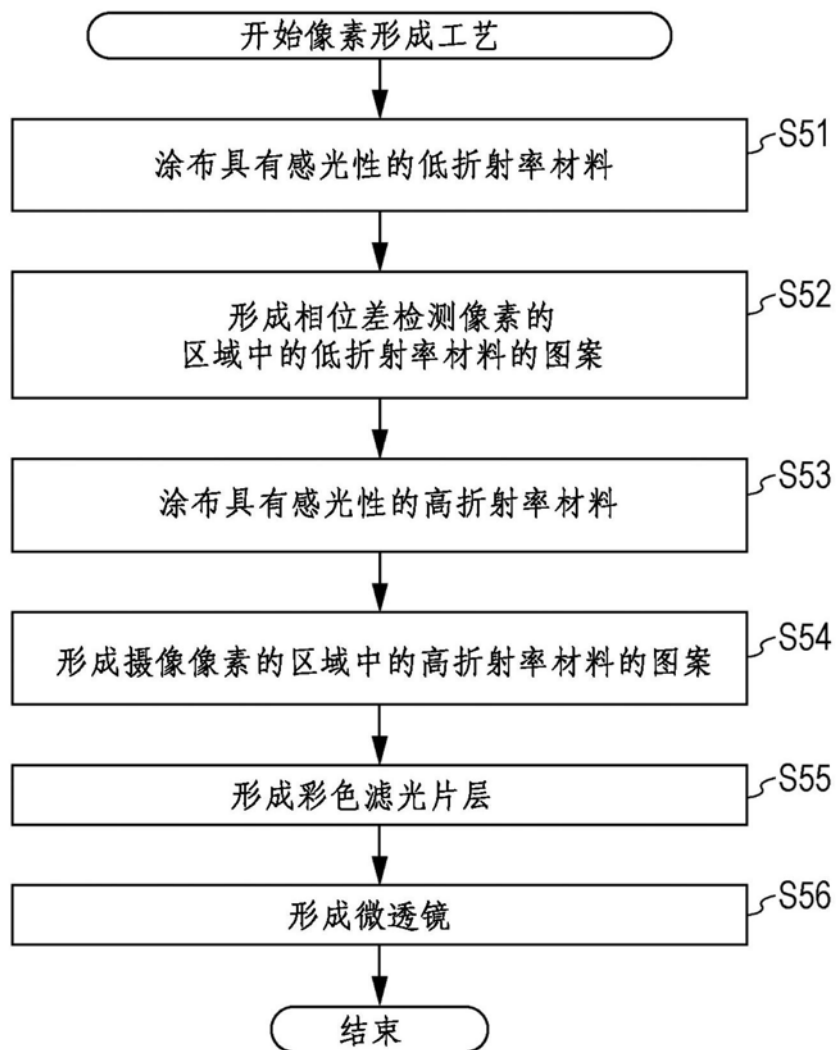 开始像素形成工艺
S51
涂布具有感光性的低折射率材料
S52
形成相位差检测像素的
区域中的低折射率材料的图案
S53
涂布具有感光性的高折射率材料
S54
形成摄像像素的区域中的高折射率材料的图案
S55
形成彩色滤光片层
S56
形成微透镜
结束